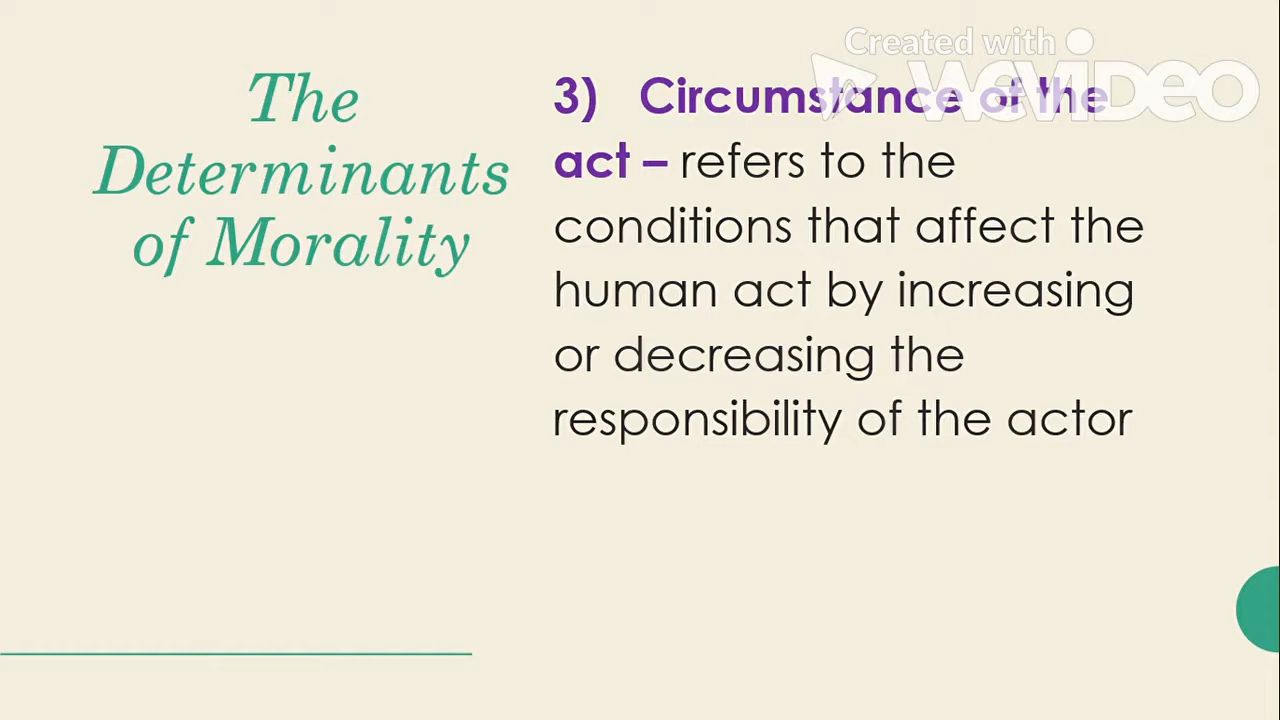 The
Determinants
of Morality
Created with
WEVIDEO
3) Circumstance of the
act – refers to the
conditions that affect the
human act by increasing
or decreasing the
responsibility of the actor